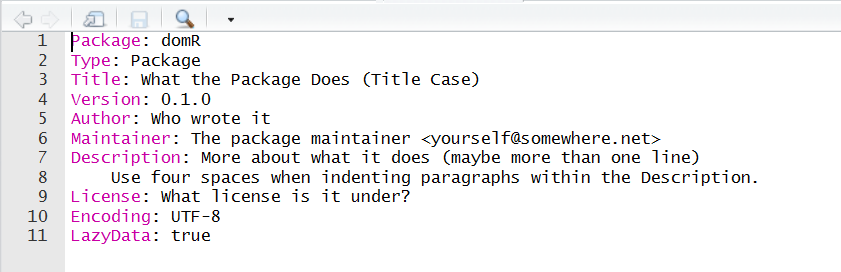 1 Package: domR
2 Type: Package
3 Title: What the Package Does (Title Case)
4 Version: 0.1.0
5 Author: Who wrote it
6 Maintainer: The package maintainer <yourself@somewhere.net>
7 Description: More about what it does (maybe more than one line)
8     Use four spaces when indenting paragraphs within the Description.
9 License: What license is it under?
10 Encoding: UTF-8
11 LazyData: true